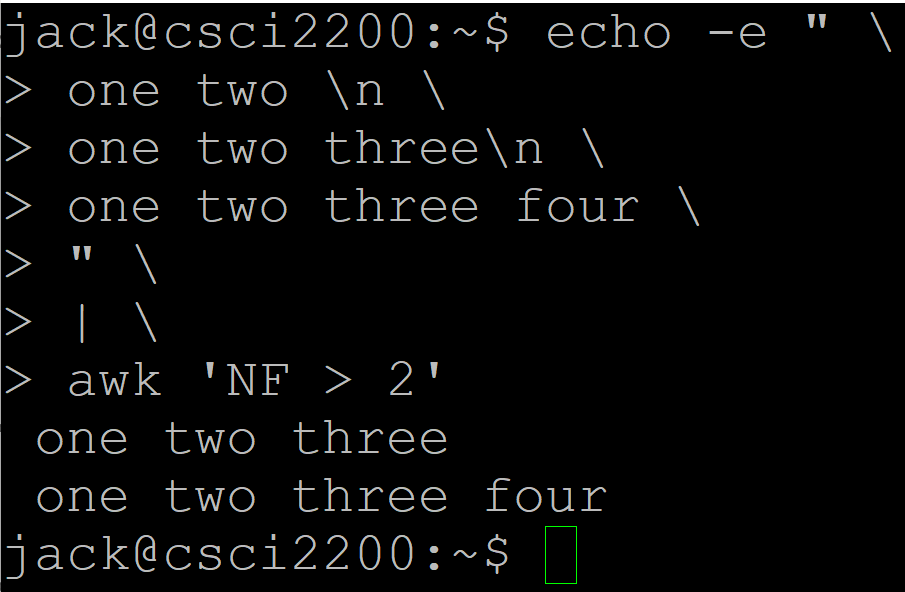 jack@csci2200:~$ echo -e " \
> one two \n \
> one two three\n \
> one two three four \
> " \
> | \
> awk 'NF > 2'
 one two three
 one two three four
jack@csci2200:~$